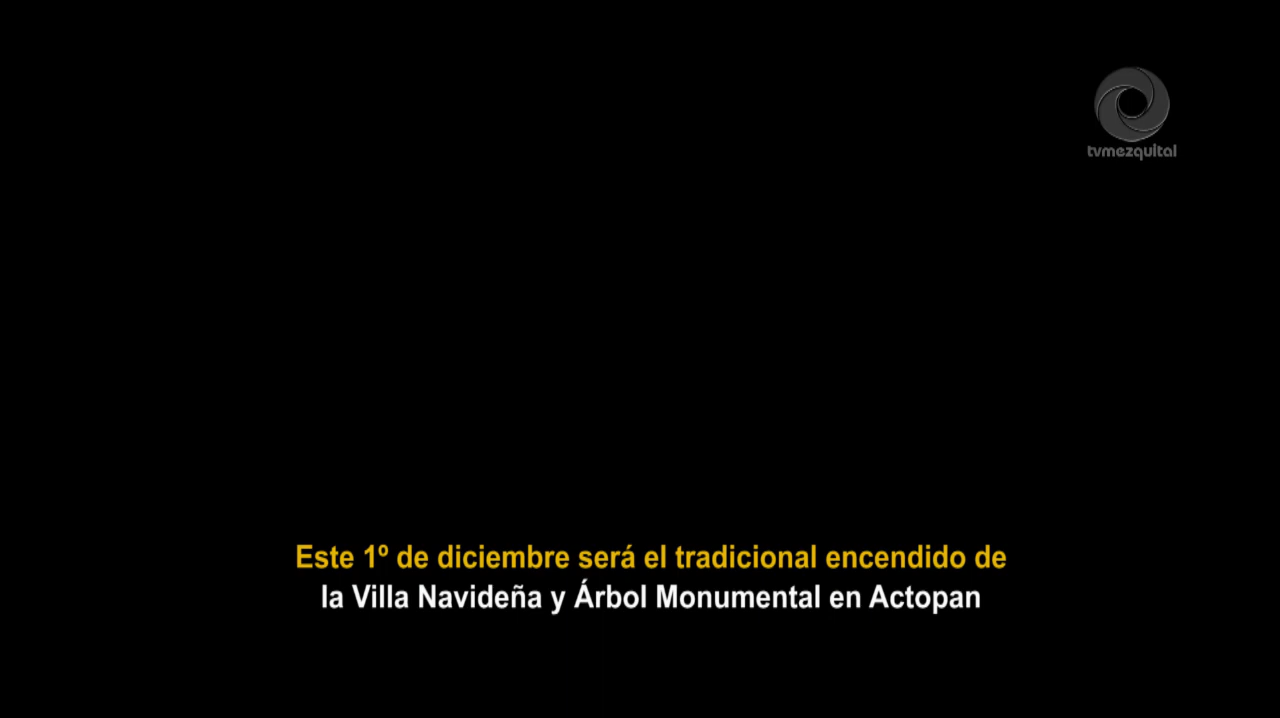 tvmezquital
Este 1º de diciembre será el tradicional encendido de
la Villa Navideña y Árbol Monumental en Actopan